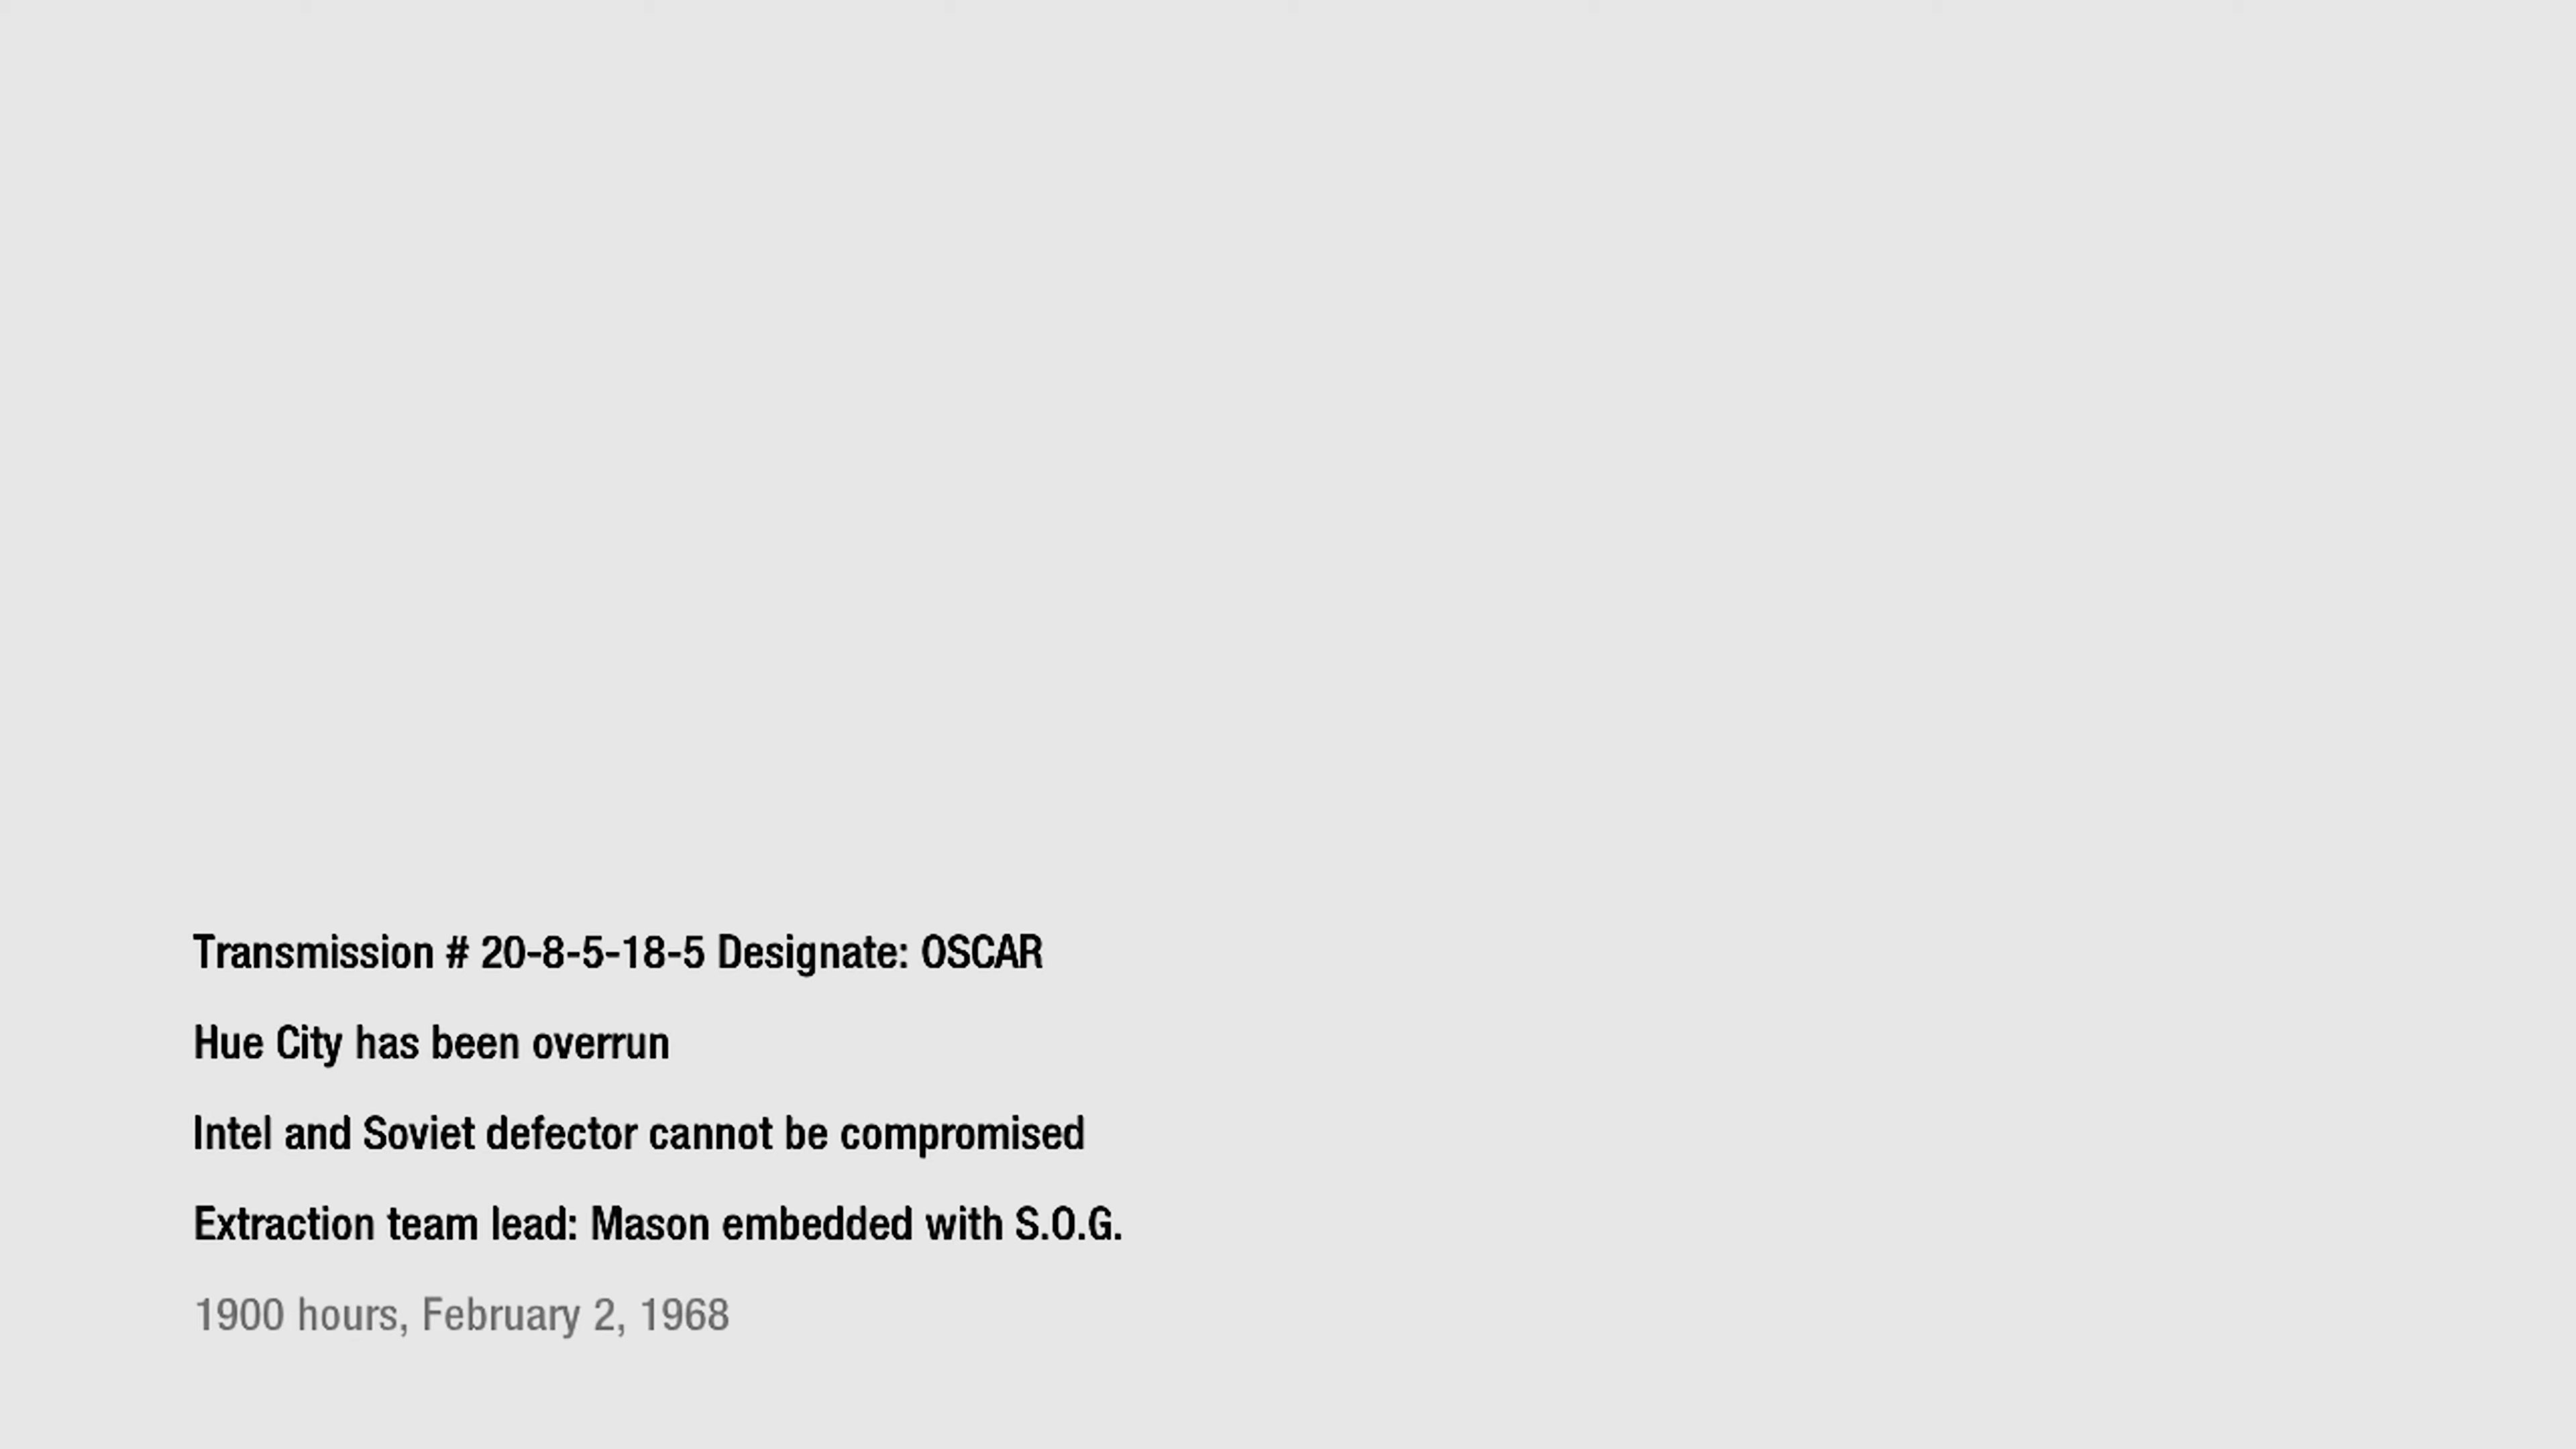 Transmission # 20-8-5-18-5 Designate: OSCAR
Hue City has been overrun
Intel and Soviet defector cannot be compromised
Extraction team lead: Mason embedded with S.O.G.
1900 hours, February 2, 1968